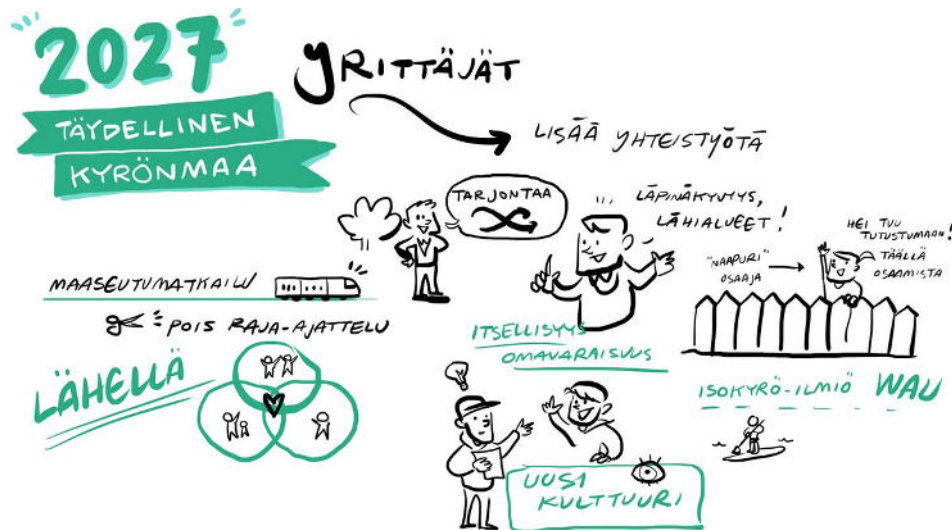 2027
TÄYDELLINEN
KYRÖNMAA
YRITTÄJÄT
LISÄÄ YHTEISTYÖTÄ
TARJONTAA
LÄPINÄKYVYYS,
LÄHIALUEET!
HEI TUU
TUTUSTUMAAN!
TÄÄLLÄ
OSAAMISTA
"NAAPURI"
OSAAJA
MAASEUTUMATKAILU
POIS RAJA-AJATTELU
LÄHELLÄ
ITSELLISYYS
OMAVARAISUUS
ISOKYRÖ-ILMIÖ WAU
UUSI
KULTTUURI